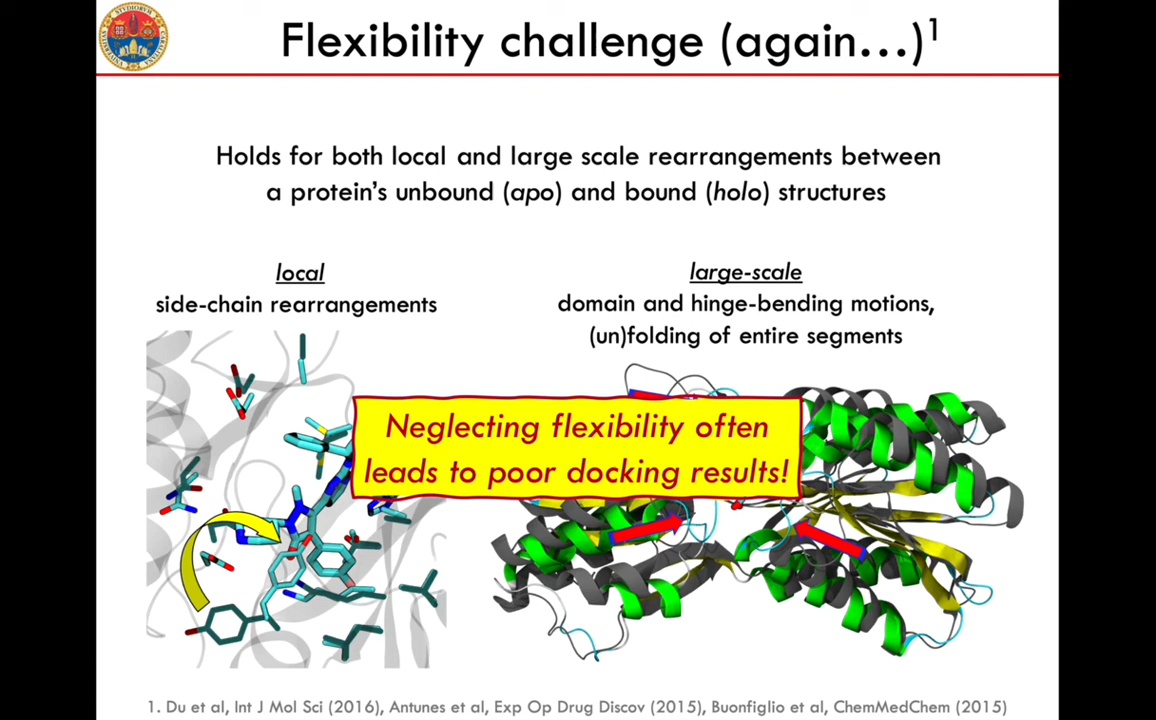 Flexibility challenge (again…)¹
Holds for both local and large scale rearrangements between
a protein's unbound (apo) and bound (holo) structures
local
side-chain rearrangements
large-scale
domain and hinge-bending motions,
(un)folding of entire segments
Neglecting flexibility often
leads to poor docking results!
1. Du et al, Int J Mol Sci (2016), Antunes et al, Exp Op Drug Discov (2015), Buonfiglio et al, ChemMedChem (2015)